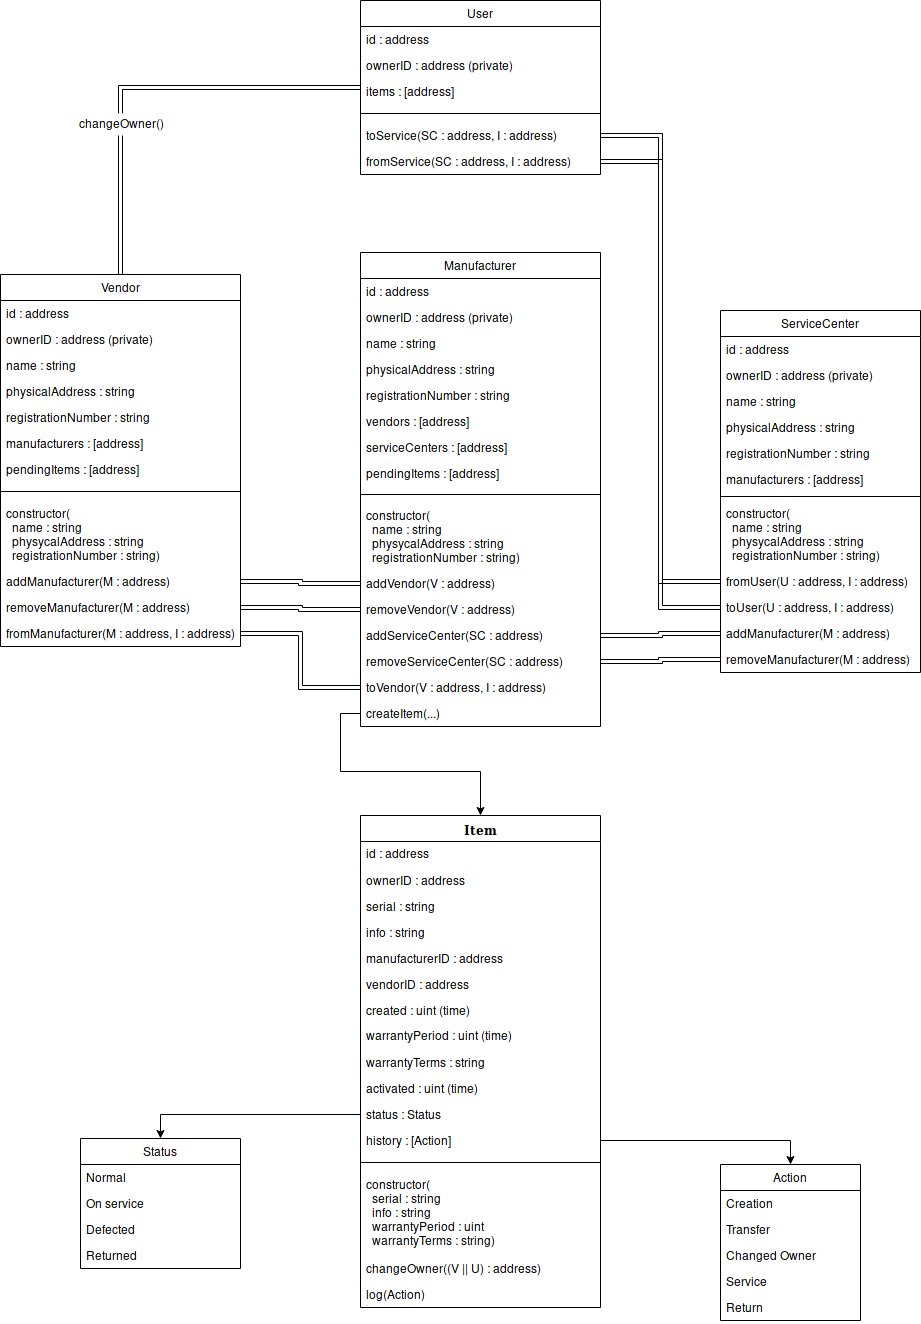 User
id : address
ownerID : address (private)
items : [address]
toService(SC : address, I : address)
fromService(SC : address, I : address)
changeOwner()
Vendor
id : address
ownerID : address (private)
name : string
physicalAddress : string
registrationNumber : string
manufacturers : [address]
pendingItems : [address]
constructor(
name : string
physycalAddress : string
registrationNumber : string)
addManufacturer(M : address)
removeManufacturer(M : address)
fromManufacturer(M : address, I : address)
Manufacturer
id : address
ownerID : address (private)
name : string
physicalAddress : string
registrationNumber : string
vendors : [address]
serviceCenters : [address]
pendingItems : [address]
constructor(
name : string
physycalAddress : string
registrationNumber : string)
addVendor(V : address)
removeVendor(V : address)
addServiceCenter(SC : address)
removeServiceCenter(SC : address)
toVendor(V : address, I : address)
createItem(...)
ServiceCenter
id : address
ownerID : address (private)
name : string
physicalAddress : string
registrationNumber : string
manufacturers : [address]
constructor(
name : string
physycalAddress : string
registrationNumber : string)
fromUser(U : address, I : address)
toUser(U : address, I : address)
addManufacturer(M : address)
removeManufacturer(M : address)
Item
id : address
ownerID : address
serial : string
info : string
manufacturerID : address
vendorID : address
created : uint (time)
warrantyPeriod : uint (time)
warrantyTerms : string
activated : uint (time)
status : Status
history : [Action]
constructor(
serial : string
info : string
warrantyPeriod : uint
warrantyTerms : string)
changeOwner((V || U) : address)
log(Action)
Status
Normal
On service
Defected
Returned
Action
Creation
Transfer
Changed Owner
Service
Return